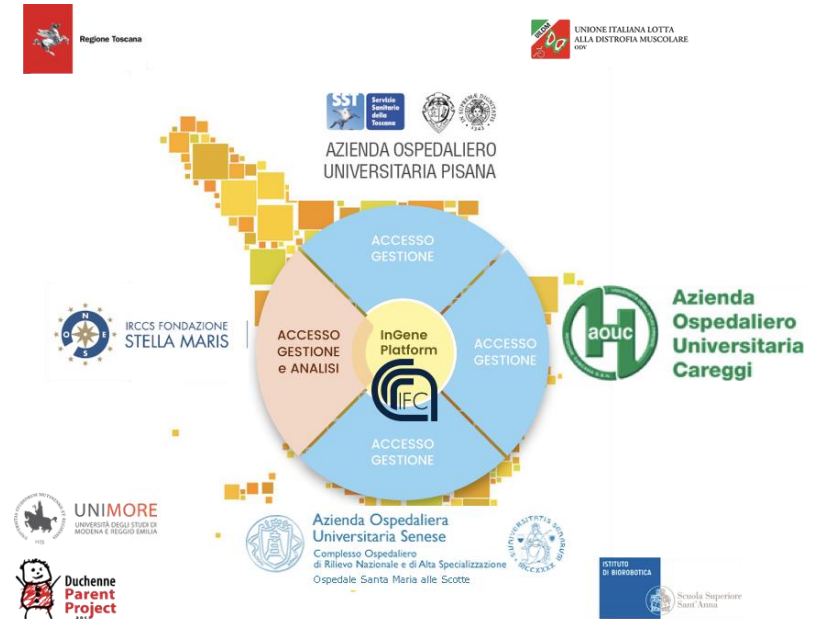 Regione Toscana
UILDM
UNIONE ITALIANA LOTTA
ALLA DISTROFIA MUSCOLARE
ODV
SST
Servizio
Sanitario
della
Toscana
AZIENDA OSPEDALIERO
UNIVERSITARIA PISANA
ACCESSO
GESTIONE
N
O
E
S
IRCCS FONDAZIONE
STELLA MARIS
ACCESSO
GESTIONE
e ANALISI
InGene
Platform
IFC
ACCESSO
GESTIONE
aouc
Azienda
Ospedaliero
Universitaria
Careggi
ACCESSO
GESTIONE
UNIMORE
UNIVERSITÀ DEGLI STUDI DI
MODENA E REGGIO EMILIA
Azienda Ospedaliera
Universitaria Senese
Complesso Ospedaliero
di Rilievo Nazionale e di Alta Specializzazione
Ospedale Santa Maria alle Scotte
Duchenne
Parent
Project
ISTITUTO
DI BIOROBOTICA
Scuola Superiore
Sant'Anna